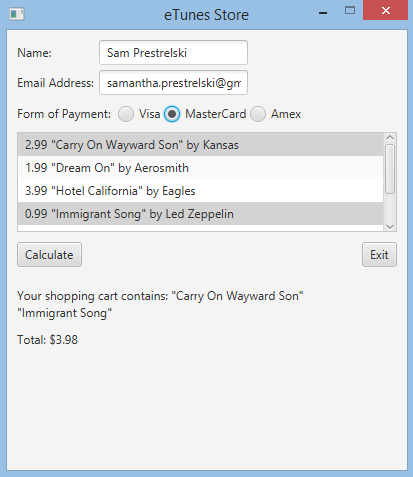 eTunes Store
Name: Sam Prestrelski
Email Address: samantha.prestrelski@gm
Form of Payment: Visa MasterCard Amex
2.99 "Carry On Wayward Son" by Kansas
1.99 "Dream On" by Aerosmith
3.99 "Hotel California" by Eagles
0.99 "Immigrant Song" by Led Zeppelin
Calculate Exit
Your shopping cart contains: "Carry On Wayward Son"
"Immigrant Song"
Total: $3.98